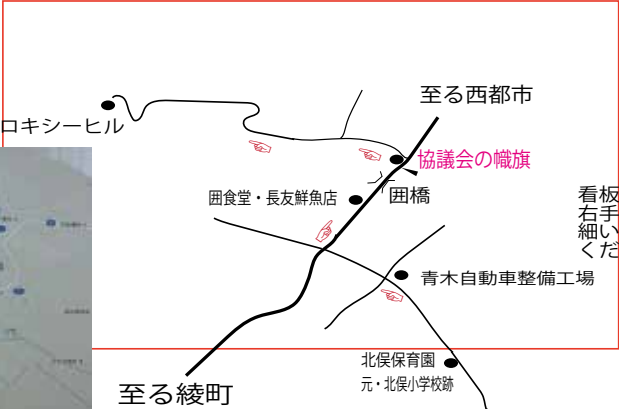 至る西都市
ロキシーヒル
協議会の幟旗
囲食堂・長友鮮魚店
囲橋
看板
右手
細い
くだ
青木自動車整備工場
北俣保育園
元・北俣小学校跡
至る綾町